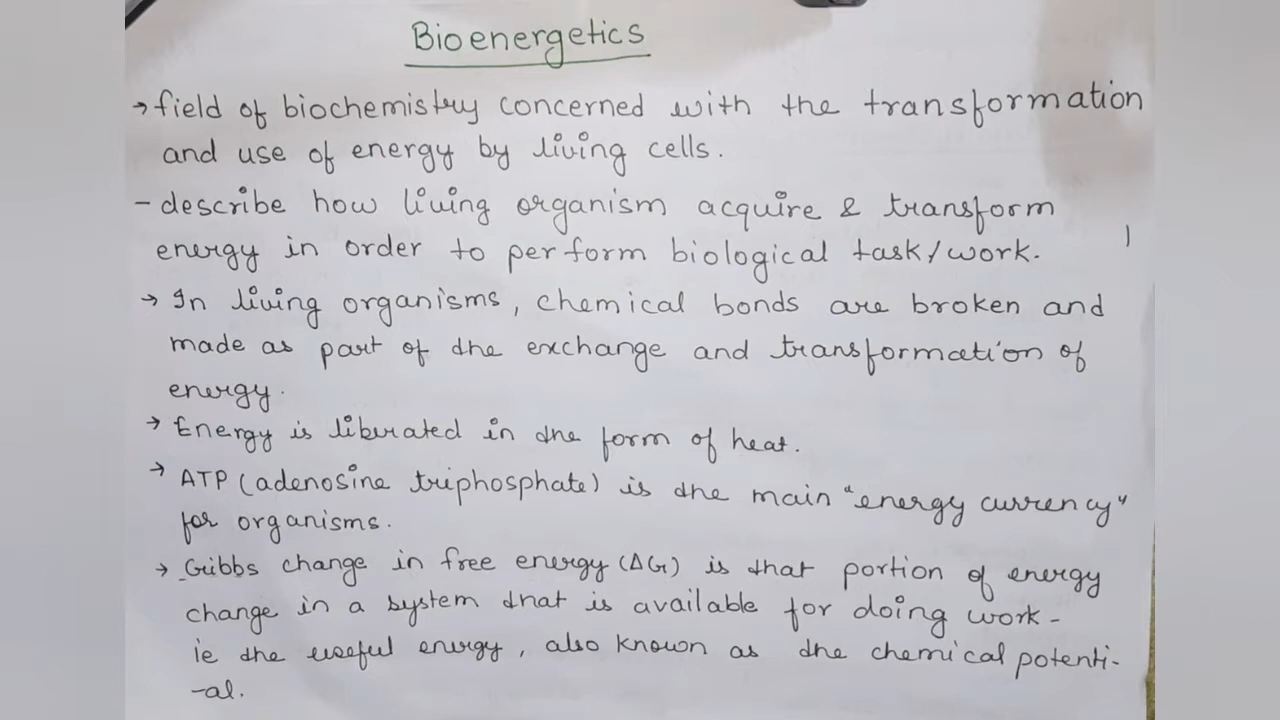 Bioenergetics
→ field of biochemistry concerned with the transformation
and use of energy by living cells.
- describe how living organism acquire & transform
energy in order to perform biological task/work.
→ In living organisms, chemical bonds are broken and
made as part of the exchange and transformation of
energy.
→ Energy is liberated in the form of heat.
→ ATP (adenosine triphosphate) is the main "energy currency"
for organisms.
→ Gibbs change in free energy (ΔG) is that portion of energy
change in a system that is available for doing work -
ie the useful energy, also known as the chemical potenti-
-al.